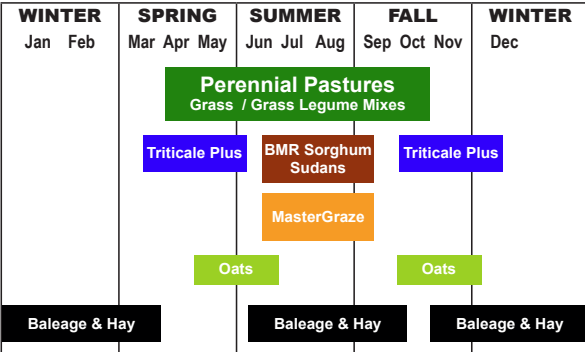 WINTER SPRING SUMMER FALL WINTER
Jan Feb Mar Apr May Jun Jul Aug Sep Oct Nov Dec
Perennial Pastures
Grass / Grass Legume Mixes
Triticale Plus
BMR Sorghum
Sudans
Triticale Plus
MasterGraze
Oats
Oats
Baleage & Hay
Baleage & Hay
Baleage & Hay